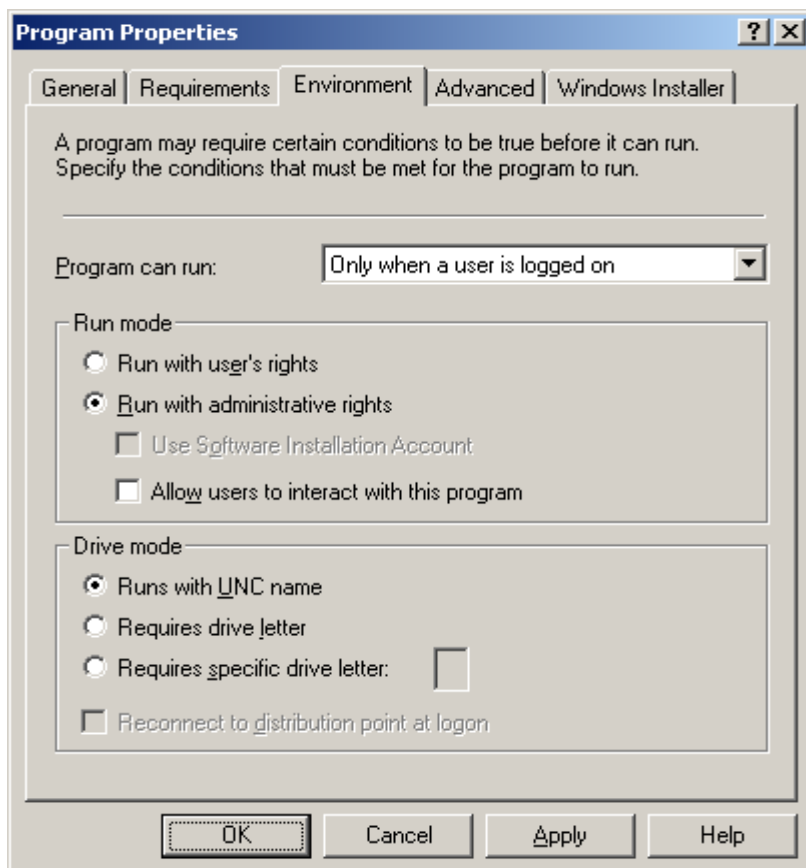 Program Properties
General Requirements Environment Advanced Windows Installer
A program may require certain conditions to be true before it can run.
Specify the conditions that must be met for the program to run.
Program can run: Only when a user is logged on
Run mode
Run with user's rights
Run with administrative rights
Use Software Installation Account
Allow users to interact with this program
Drive mode
Runs with UNC name
Requires drive letter
Requires specific drive letter:
Reconnect to distribution point at logon
OK Cancel Apply Help